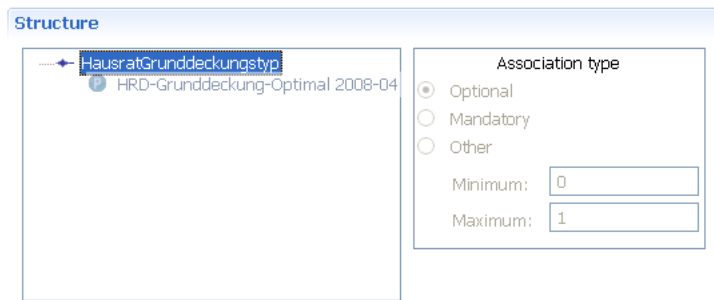 Structure
HausratGrunddeckungstyp
P HRD-Grunddeckung-Optimal 2008-04
Association type
Optional
Mandatory
Other
Minimum: 0
Maximum: 1